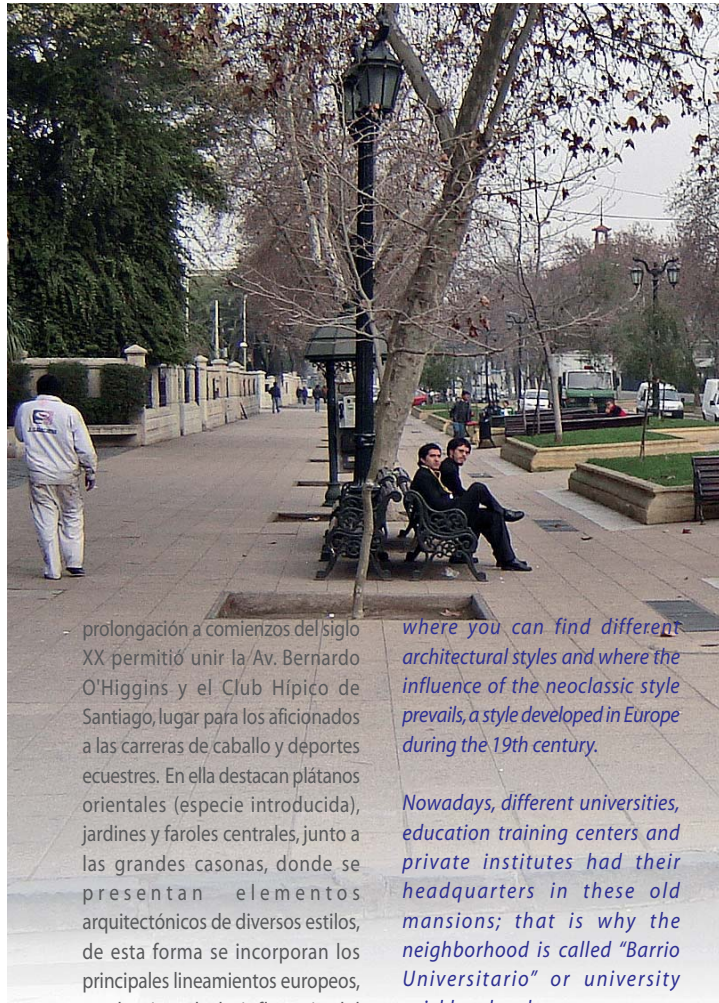 prolongación a comienzos del siglo
XX permitió unir la Av. Bernardo
O'Higgins y el Club Hípico de
Santiago, lugar para los aficionados
a las carreras de caballo y deportes
ecuestres. En ella destacan plátanos
orientales (especie introducida),
jardines y faroles centrales, junto a
las grandes casonas, donde se
presentan elementos
arquitectónicos de diversos estilos,
de esta forma se incorporan los
principales lineamientos europeos,
where you can find different
architectural styles and where the
influence of the neoclassic style
prevails, a style developed in Europe
during the 19th century.
Nowadays, different universities,
education training centers and
private institutes had their
headquarters in these old
mansions; that is why the
neighborhood is called “Barrio
Universitario” or university